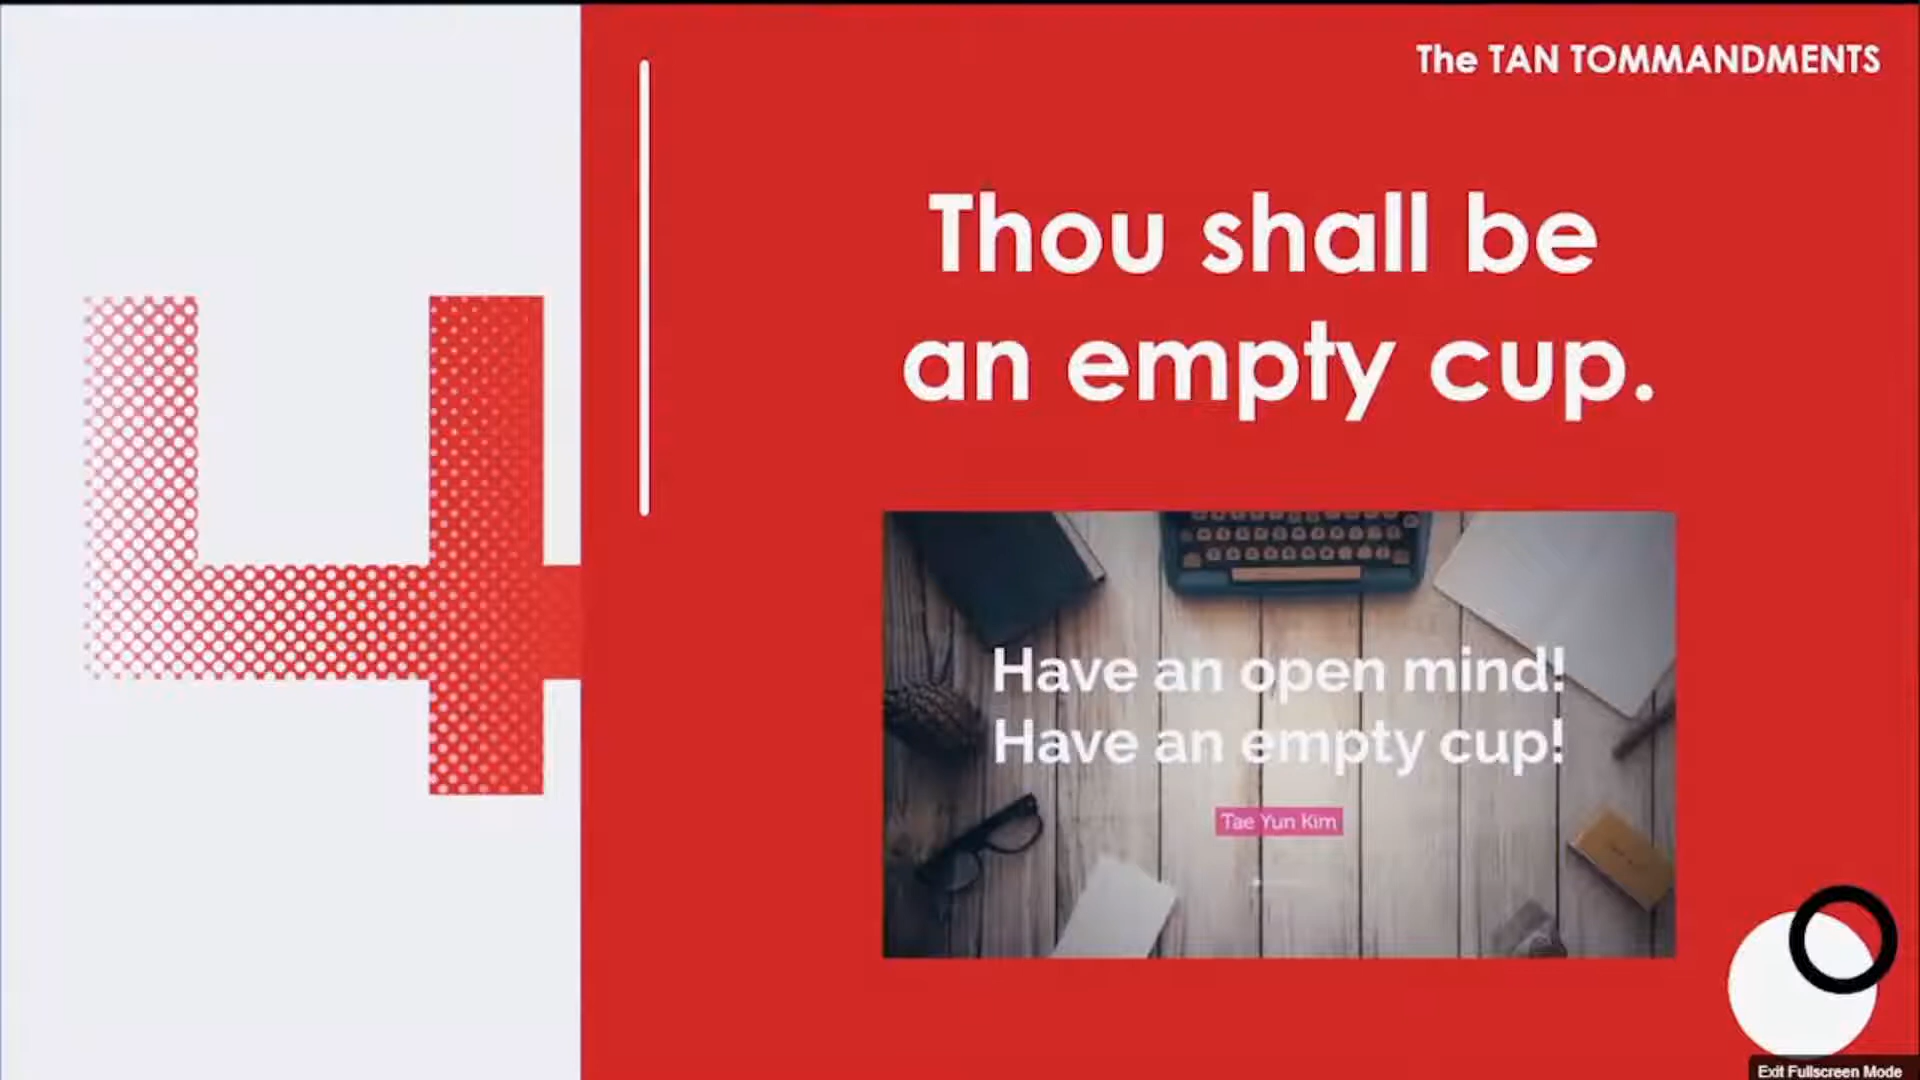 The TAN TOMMANDMENTS
4
Thou shall be
an empty cup.
Have an open mind!
Have an empty cup!
Tae Yun Kim
Exit Fullscreen Mode